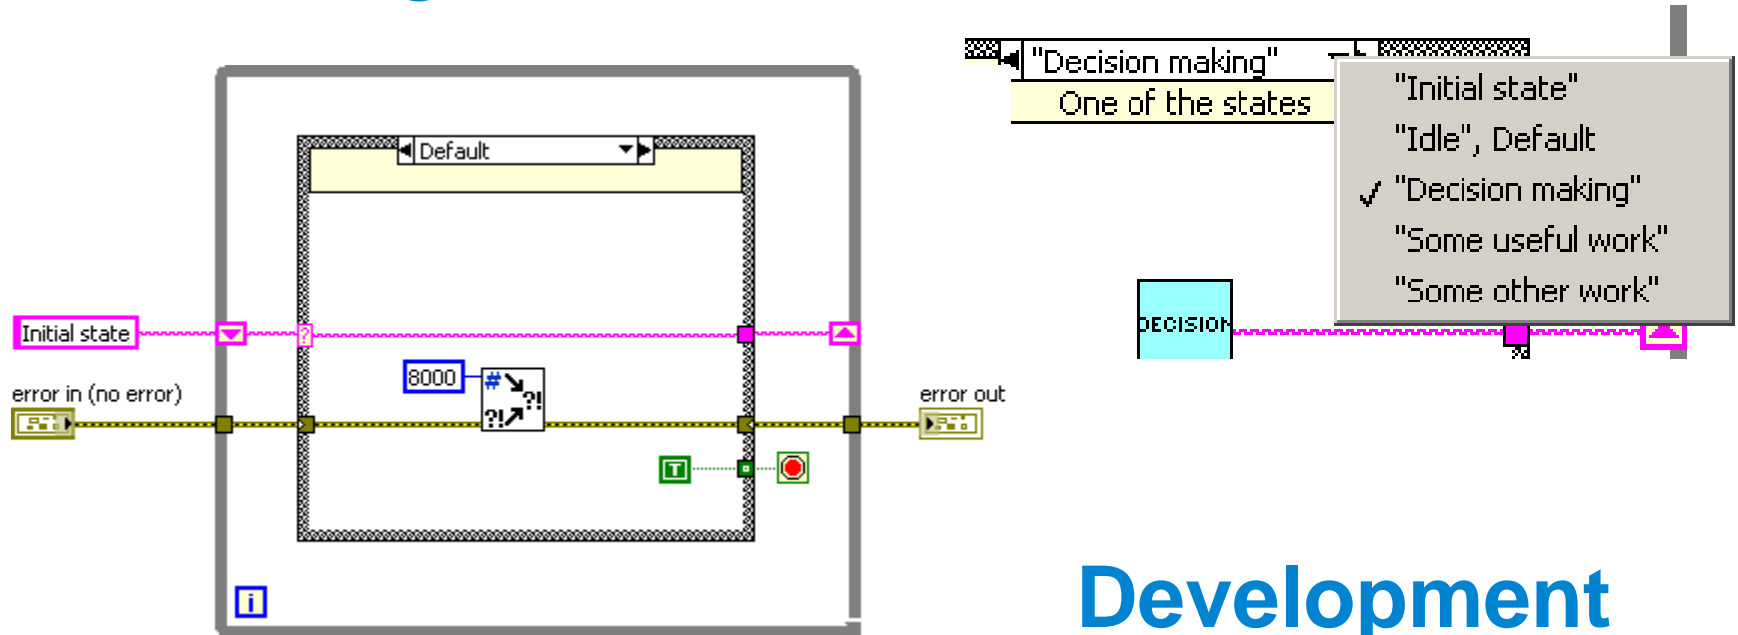 Default
Initial state
?
8000
#
?!
?!
error in (no error)
error out
T
i
"Decision making"
One of the states
"Initial state"
"Idle", Default
"Decision making"
"Some useful work"
"Some other work"
DECISION
Development